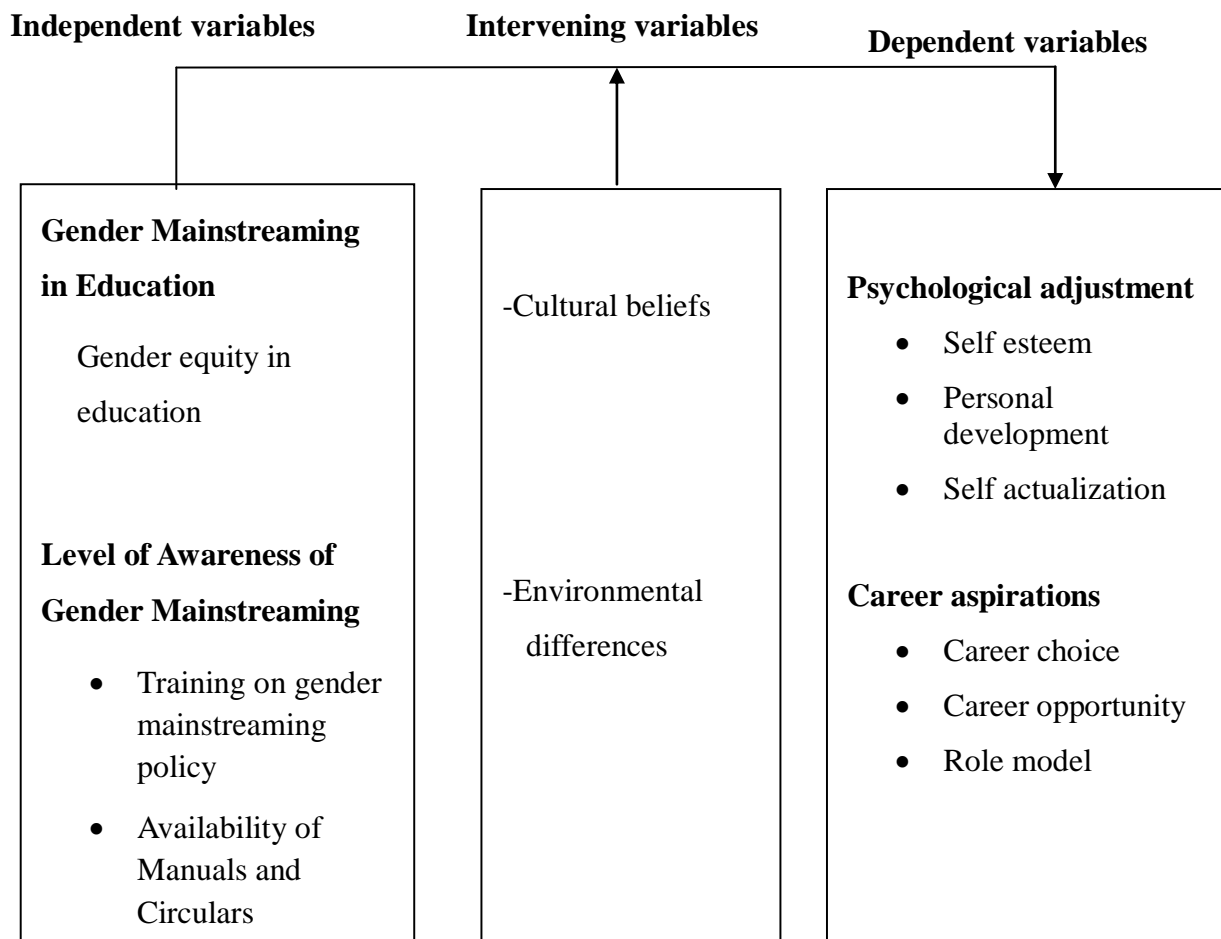 Independent variables
Intervening variables
Dependent variables
Gender Mainstreaming
in Education
Gender equity in
education
Level of Awareness of
Gender Mainstreaming
• Training on gender
mainstreaming
policy
• Availability of
Manuals and
Circulars
-Cultural beliefs
-Environmental
differences
Psychological adjustment
• Self esteem
• Personal
development
• Self actualization
Career aspirations
• Career choice
• Career opportunity
• Role model